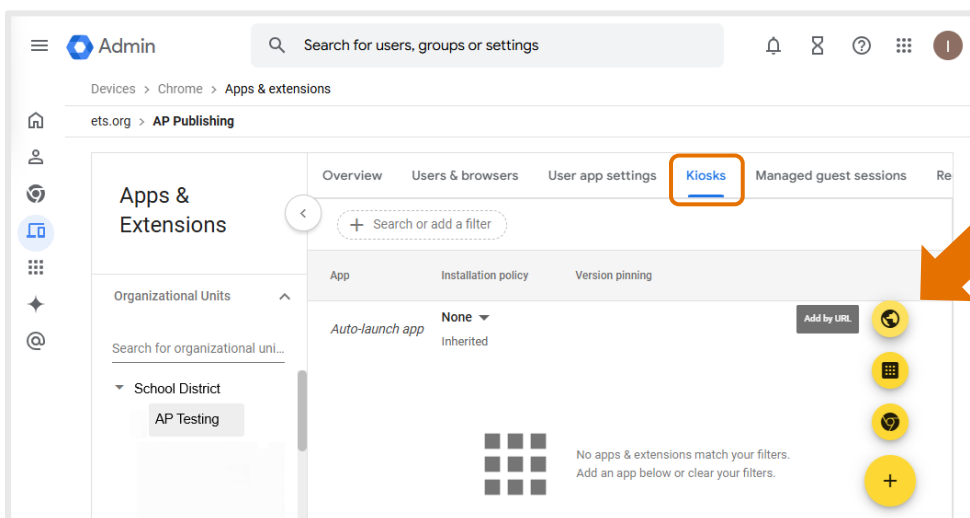 Admin
Search for users, groups or settings
I
Devices > Chrome > Apps & extensions
ets.org > AP Publishing
Apps &
Extensions
Overview Users & browsers User app settings Kiosks Managed guest sessions Re
+ Search or add a filter
App Installation policy Version pinning
Organizational Units
Auto-launch app None
Inherited
Add by URL
Search for organizational uni...
School District
AP Testing
No apps & extensions match your filters.
Add an app below or clear your filters.